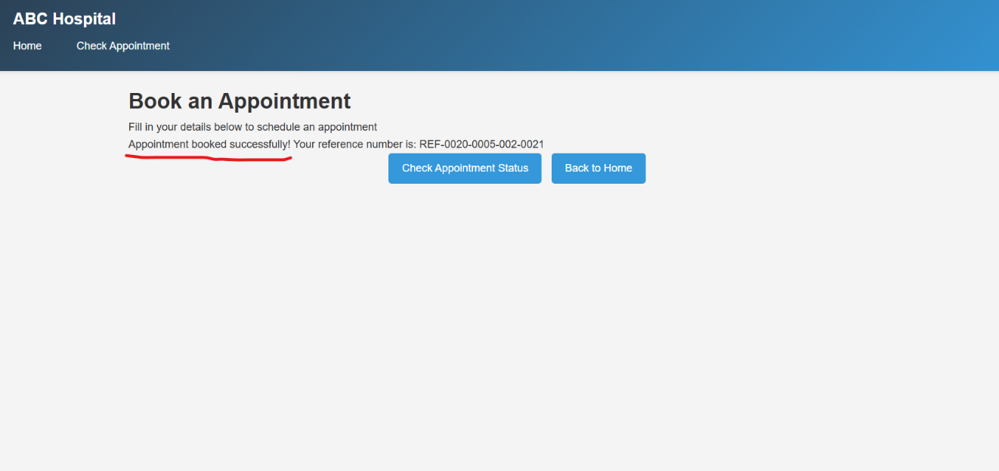 ABC Hospital
Home Check Appointment
Book an Appointment
Fill in your details below to schedule an appointment
Appointment booked successfully! Your reference number is: REF-0020-0005-002-0021
Check Appointment Status Back to Home